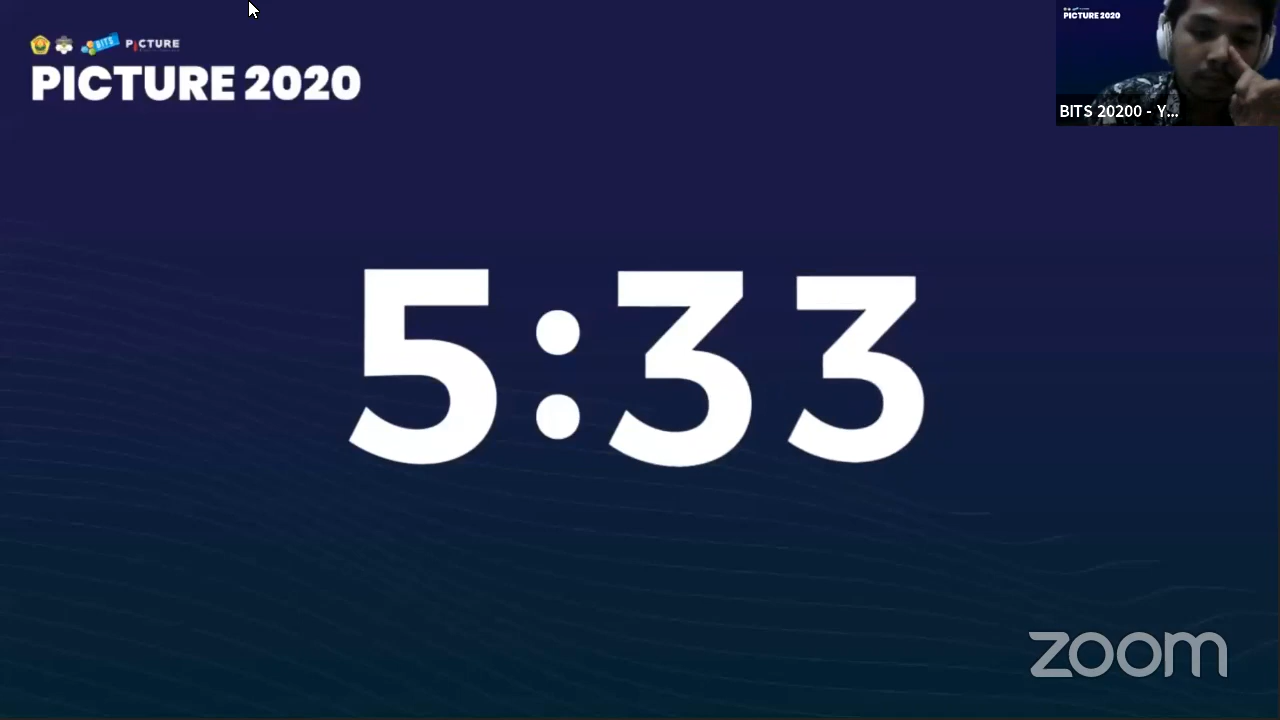 BITS PICTURE
PICTURE 2020
PICTURE 2020
BITS 20200 - Y...
5:33
zoom